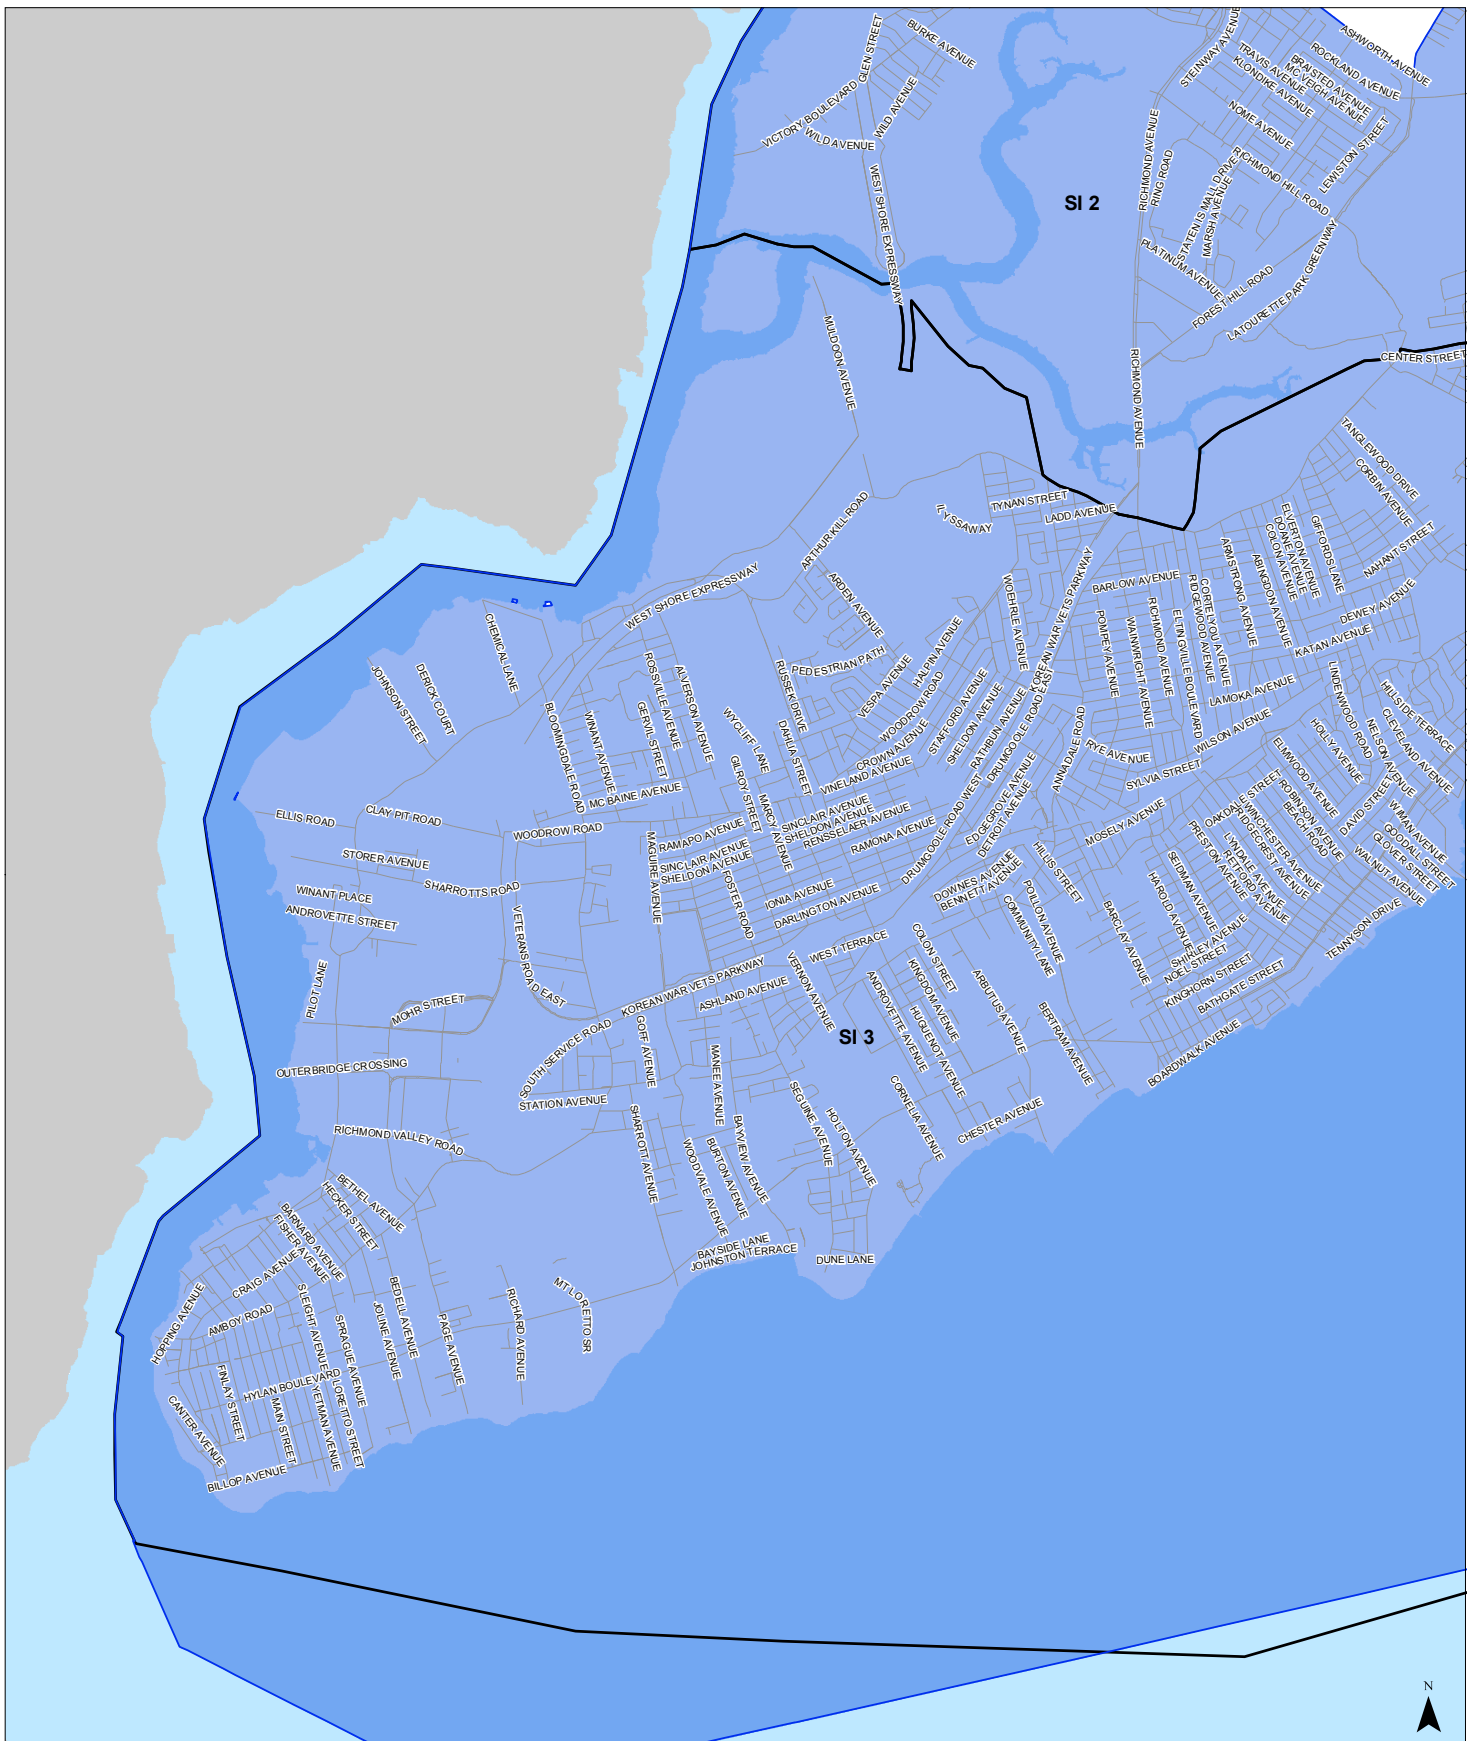 ASHWORTH AVENUE
BURKE AVENUE
GLEN STREET
STEINWAY AVENUE
ROCKLAND AVENUE
TRAVIS AVENUE
BRAISTED AVENUE
MC VEIGH AVENUE
KLONDIKE AVENUE
VICTORY BOULEVARD
WILD AVENUE
WILD AVENUE
NOME AVENUE
LEWISTON STREET
RICHMOND AVENUE
RING ROAD
RICHMOND HILL ROAD
STATEN IS MALL DRIVE
MARSH AVENUE
SI 2
WEST SHORE EXPRESSWAY
PLATINUM AVENUE
FOREST HILL ROAD
LATOURETTE PARK GREENWAY
MULDOON AVENUE
RICHMOND AVENUE
CENTER STREET
TANGLEWOOD DRIVE
CORBIN AVENUE
ARTHUR KILL ROAD
ILYSSA WAY
TYNAN STREET
LADD AVENUE
ELVERTON AVENUE
DOANE AVENUE
COLON AVENUE
GIFFORDS LANE
NAHANT STREET
ARMSTRONG AVENUE
ABINGDON AVENUE
WEST SHORE EXPRESSWAY
ARDEN AVENUE
WOEHRLE AVENUE
KOREAN WAR VETS PARKWAY
BARLOW AVENUE
DEWEY AVENUE
KATAN AVENUE
POMPEY AVENUE
WAINWRIGHT AVENUE
RICHMOND AVENUE
ELTINGVILLE BOULEVARD
RIDGEWOOD AVENUE
CORTELYOU AVENUE
CHEMICAL LANE
JOHNSON STREET
DERICK COURT
ROSSVILLE AVENUE
ALVERSON AVENUE
RUSSEK DRIVE
PEDESTRIAN PATH
HALPIN AVENUE
VESPA AVENUE
WOODROW ROAD
STAFFORD AVENUE
SHELDON AVENUE
RATHBUN AVENUE
DRUMGOOLE ROAD EAST
LAMOKA AVENUE
LINDENWOOD ROAD
HILLSIDE TERRACE
CLEVELAND AVENUE
NELSON AVENUE
BLOOMINGDALE ROAD
WINANT AVENUE
GERVIL STREET
WYCLIFF LANE
DAHLIA STREET
CROWN AVENUE
VINELAND AVENUE
ANNADALE ROAD
RYE AVENUE
WILSON AVENUE
SYLVIA STREET
HOLLY AVENUE
ELMWOOD AVENUE
MC BAINE AVENUE
GILROY STREET
MARCY AVENUE
EDGEGROVE AVENUE
DETROIT AVENUE
OAKDALE STREET
ROBINSON AVENUE
BEACH ROAD
DAVID STREET
WIMAN AVENUE
GOODALL STREET
GLOVER STREET
WALNUT AVENUE
ELLIS ROAD
CLAY PIT ROAD
WOODROW ROAD
MAGUIRE AVENUE
RAMAPO AVENUE
SINCLAIR AVENUE
SHELDON AVENUE
SINCLAIR AVENUE
SHELDON AVENUE
RENSSELAER AVENUE
RAMONA AVENUE
DRUMGOOLE ROAD WEST
MOSELY AVENUE
HILLIS STREET
WINCHESTER AVENUE
RIDGECREST AVENUE
LYNDALE AVENUE
RETFORD AVENUE
PRESTON AVENUE
SEIDMAN AVENUE
HAROLD AVENUE
STORER AVENUE
SHARROTTS ROAD
WINANT PLACE
ANDROVETTE STREET
FOSTER ROAD
IONIA AVENUE
DARLINGTON AVENUE
DOWNES AVENUE
BENNETT AVENUE
POILLON AVENUE
COMMUNITY LANE
BARCLAY AVENUE
SHIRLEY AVENUE
NOEL STREET
KINGHORN STREET
BATHGATE STREET
TENNYSON DRIVE
VETERANS ROAD EAST
PILOT LANE
MOHR STREET
KOREAN WAR VETS PARKWAY
ASHLAND AVENUE
WEST TERRACE
VERNON AVENUE
COLON STREET
KINGDOM AVENUE
ANDROVETTE AVENUE
HUGUENOT AVENUE
ARBUTUS AVENUE
BERTRAM AVENUE
BOARDWALK AVENUE
SI 3
OUTERBRIDGE CROSSING
SOUTH SERVICE ROAD
STATION AVENUE
GOFF AVENUE
MANEE AVENUE
SEGUINE AVENUE
HOLTON AVENUE
CORNELIA AVENUE
CHESTER AVENUE
RICHMOND VALLEY ROAD
SHARROTT AVENUE
WOODVALE AVENUE
BURTON AVENUE
BAYVIEW AVENUE
BETHEL AVENUE
HECKER STREET
BARNARD AVENUE
FISHER AVENUE
CRAIG AVENUE
BAYSIDE LANE
JOHNSTON TERRACE
DUNE LANE
HOPPING AVENUE
AMBOY ROAD
SLEIGHT AVENUE
SPRAGUE AVENUE
JOLINE AVENUE
BEDELL AVENUE
PAGE AVENUE
RICHARD AVENUE
MT LORETTO SR
FINLAY STREET
HYLAN BOULEVARD
CANTER AVENUE
MAIN STREET
YETMAN AVENUE
LORETTO STREET
BILLOP AVENUE
N